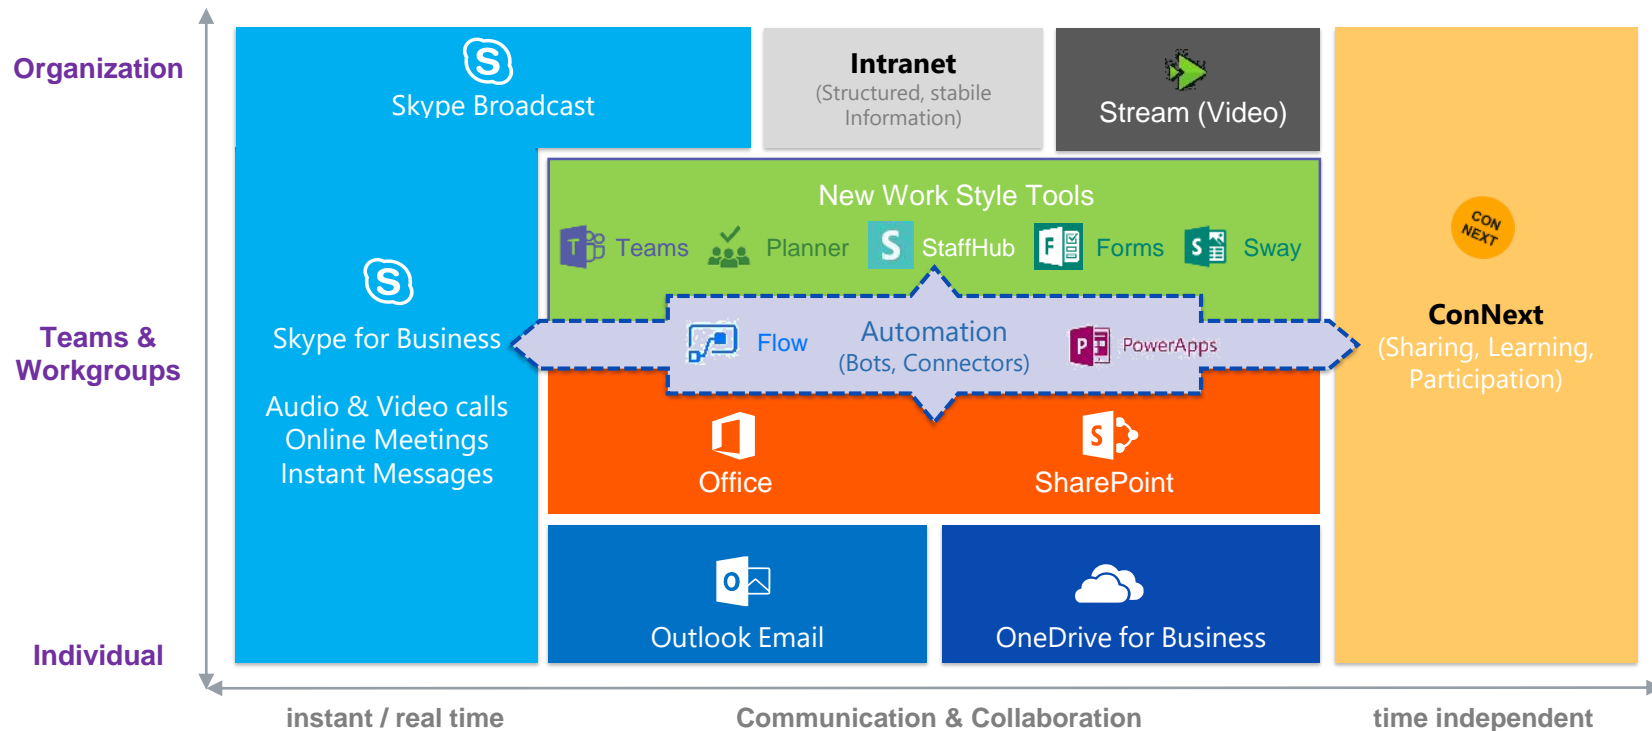 Organization
Teams &
Workgroups
Individual
S
Skype Broadcast
S
Skype for Business
Audio & Video calls
Online Meetings
Instant Messages
Intranet
(Structured, stabile
Information)
Stream (Video)
New Work Style Tools
T Teams
Planner
S StaffHub
F Forms
S Sway
Flow
Automation
(Bots, Connectors)
P PowerApps
Office
S
SharePoint
O
Outlook Email
OneDrive for Business
CON
NEXT
ConNext
(Sharing, Learning,
Participation)
instant / real time
Communication & Collaboration
time independent